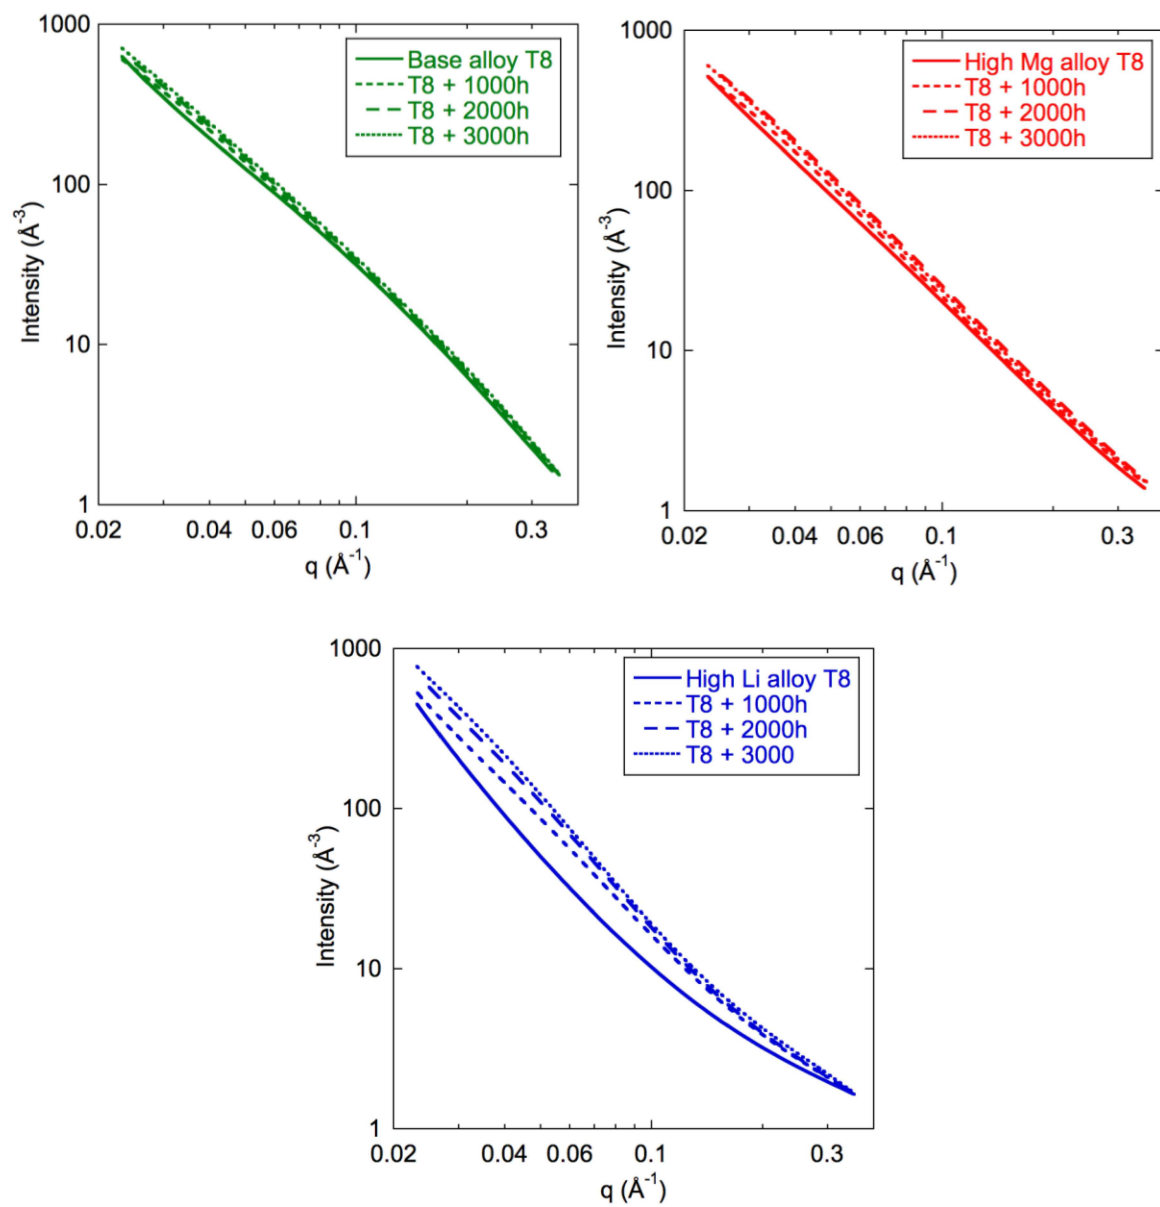 1000
100
10
1
Intensity (Å⁻³)
Base alloy T8
T8 + 1000h
T8 + 2000h
T8 + 3000h
0.02
0.04
0.06
0.1
0.3
q (Å⁻¹)
1000
100
10
1
Intensity (Å⁻³)
High Mg alloy T8
T8 + 1000h
T8 + 2000h
T8 + 3000h
0.02
0.04
0.06
0.1
0.3
q (Å⁻¹)
1000
100
10
1
Intensity (Å⁻³)
High Li alloy T8
T8 + 1000h
T8 + 2000h
T8 + 3000
0.02
0.04
0.06
0.1
0.3
q (Å⁻¹)